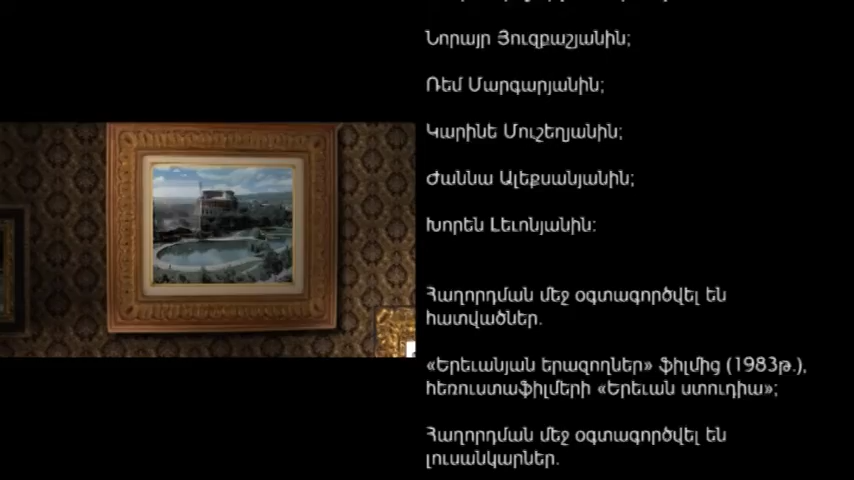 Նորայր Յուզբաշյանին;
Ռեմ Մարգարյանին;
Կարինե Մուշեղյանին;
Ժաննա Ալեքսանյանին;
Խորեն Լեւոնյանին:
Հաղորդման մեջ օգտագործվել են
հատվածներ.
«Երեւանյան երազողներ» ֆիլմից (1983թ.),
հեռուստաֆիլմերի «Երեւան ստուդիա»;
Հաղորդման մեջ օգտագործվել են
լուսանկարներ.